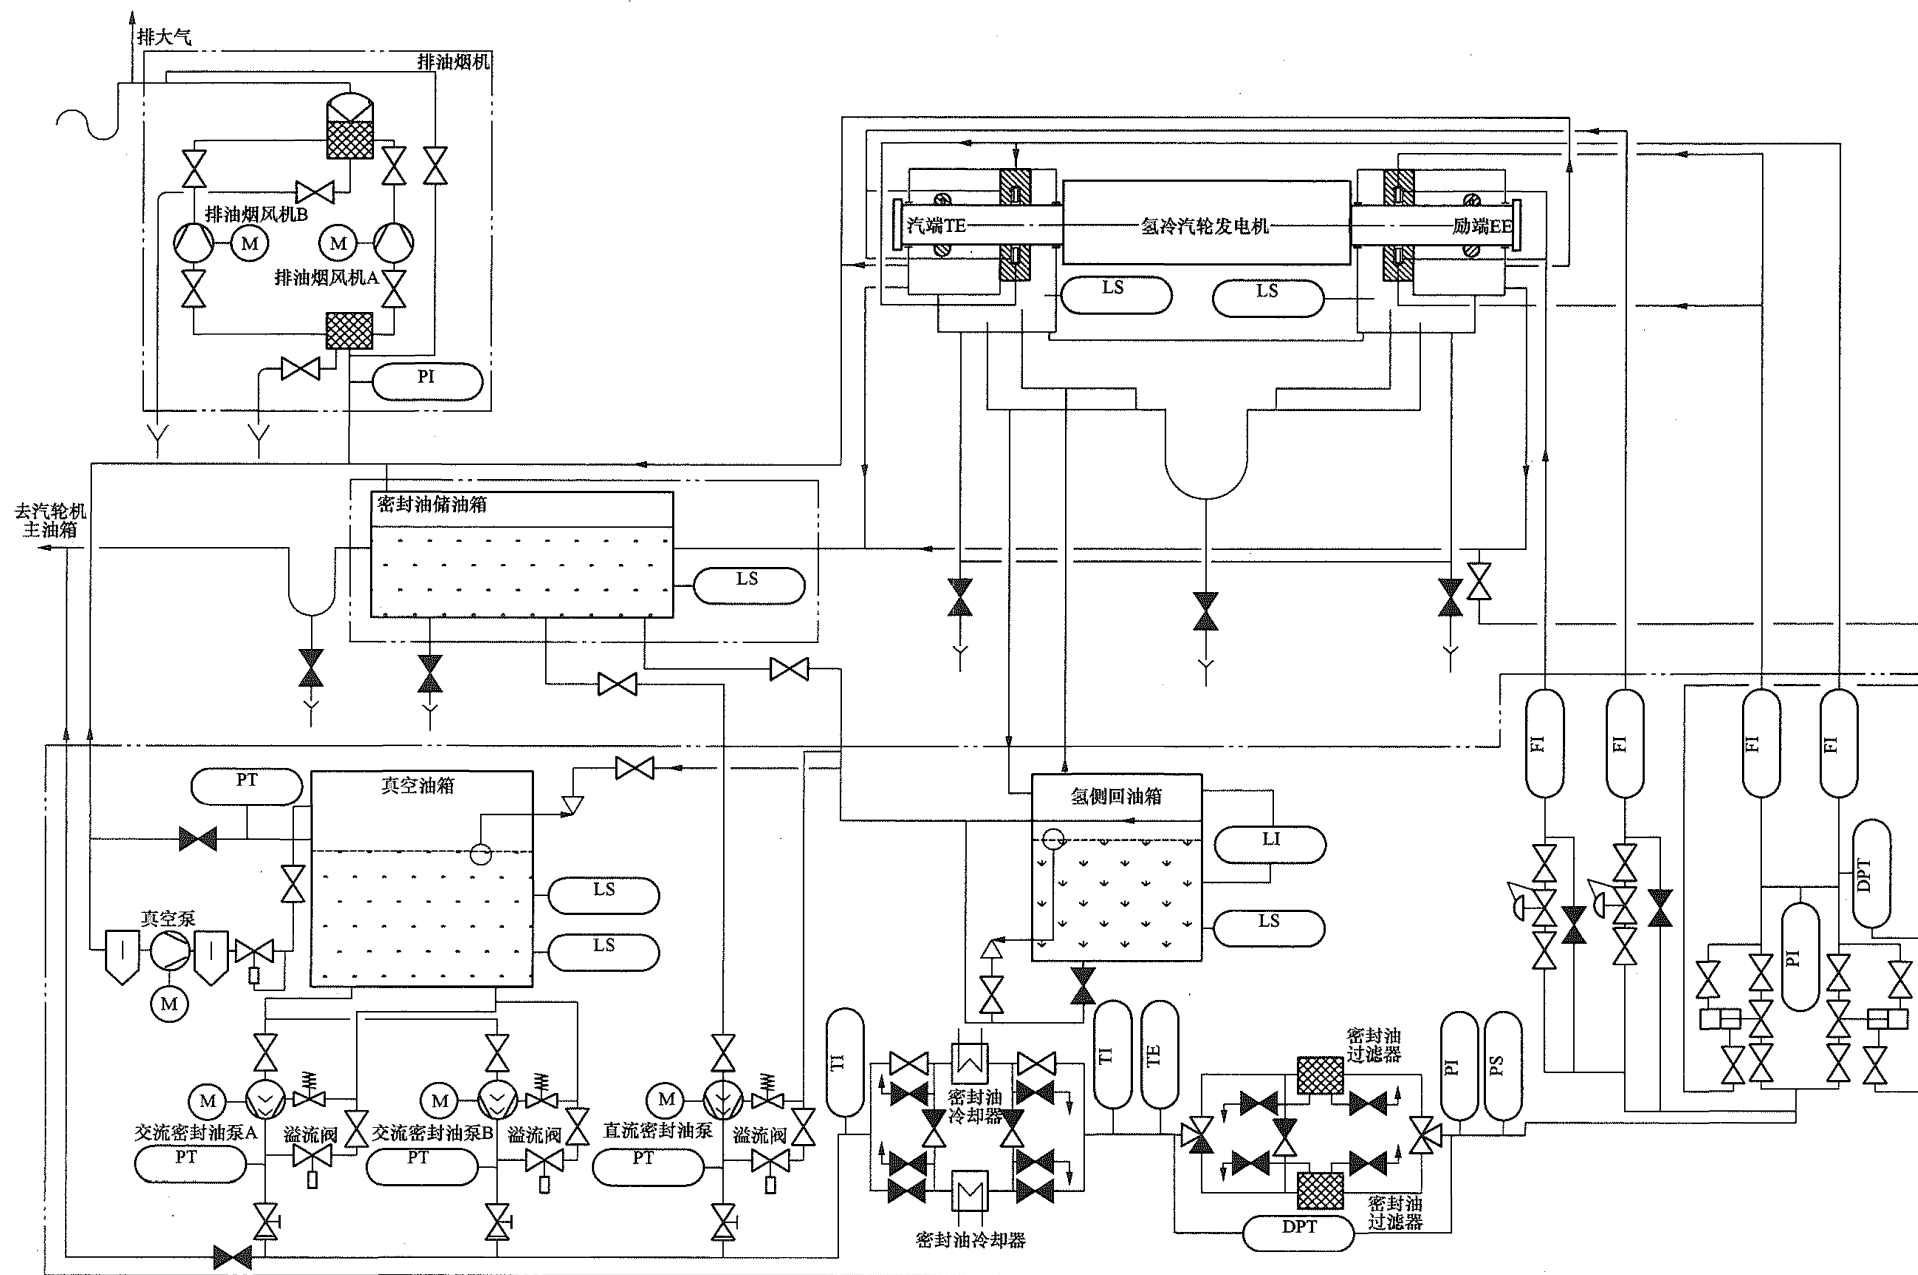 排大气
排油烟机
排油烟风机B
M
M
排油烟风机A
PI
汽端TE
氢冷汽轮发电机
励端EE
LS
LS
去汽轮机
主油箱
密封油储油箱
LS
PT
真空油箱
LS
LS
真空泵
M
氢侧回油箱
LI
LS
FI
FI
FI
FI
DPT
PI
M
交流密封油泵A
溢流阀
PT
M
交流密封油泵B
溢流阀
PT
M
直流密封油泵
溢流阀
PT
TI
密封油
冷却器
密封油冷却器
TI
TE
密封油
过滤器
密封油
过滤器
DPT
PI
PS